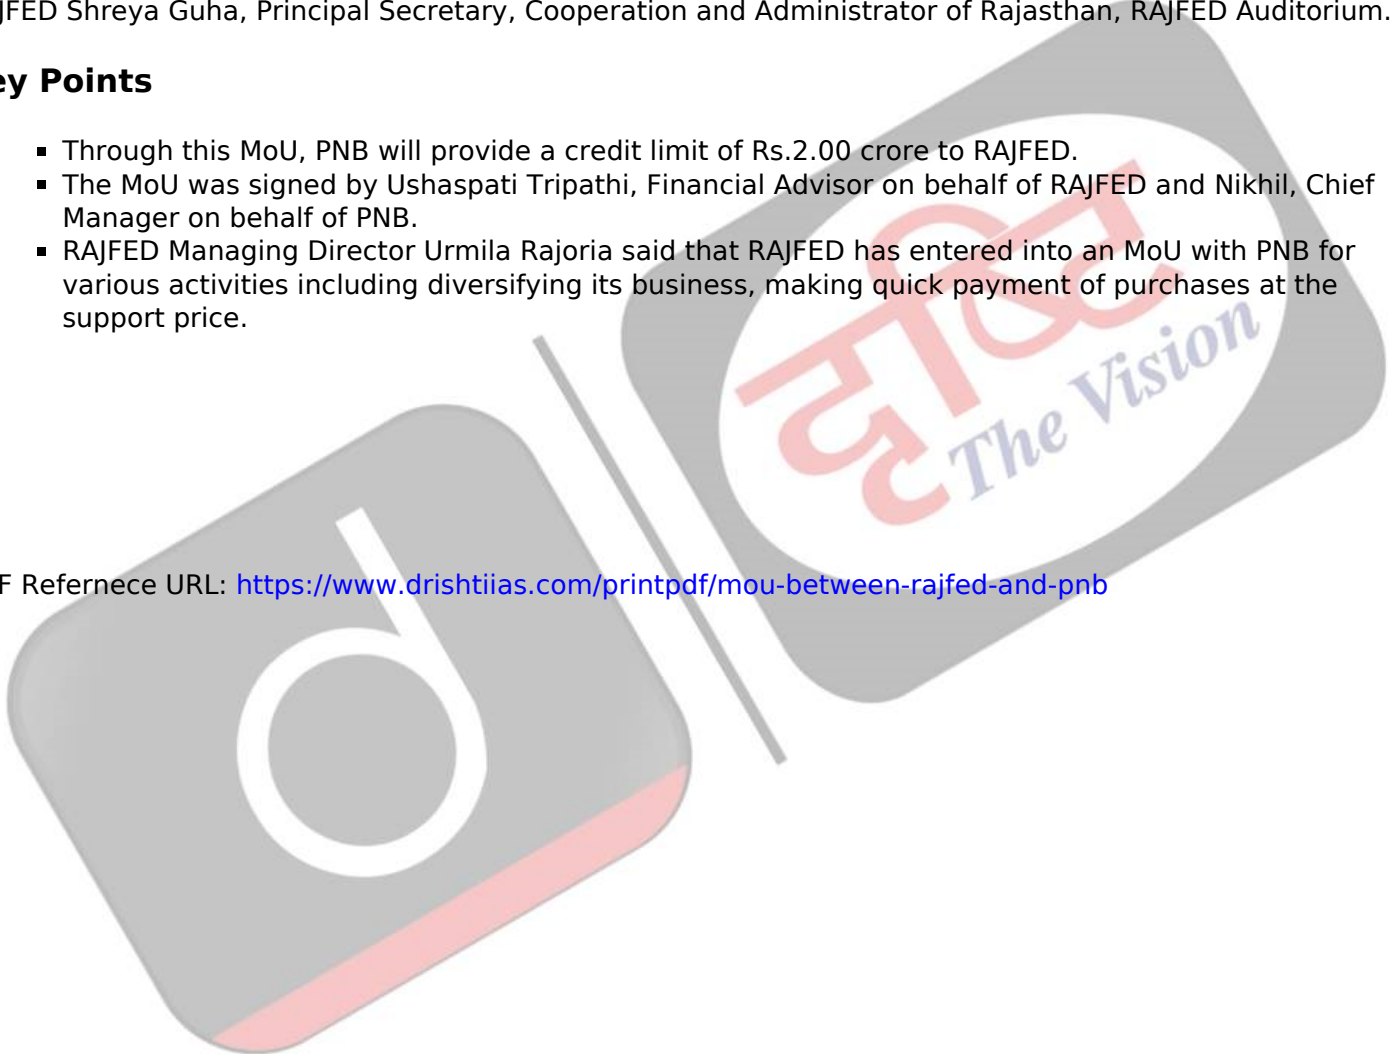 JFED Shreya Guha, Principal Secretary, Cooperation and Administrator of Rajasthan, RAJFED Auditorium.
ey Points
▪ Through this MoU, PNB will provide a credit limit of Rs.2.00 crore to RAJFED.
▪ The MoU was signed by Ushaspati Tripathi, Financial Advisor on behalf of RAJFED and Nikhil, Chief
Manager on behalf of PNB.
▪ RAJFED Managing Director Urmila Rajoria said that RAJFED has entered into an MoU with PNB for
various activities including diversifying its business, making quick payment of purchases at the
support price.
दृष्टि
The Vision
d
F Refernece URL: https://www.drishtiias.com/printpdf/mou-between-rajfed-and-pnb